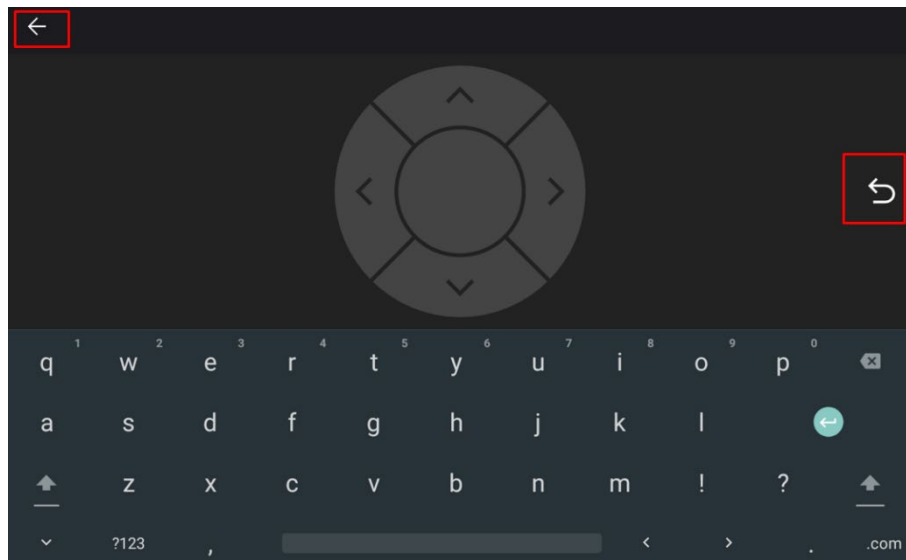 1 2 3 4 5 6 7 8 9 0
q w e r t y u i o p
a s d f g h j k l
z x c v b n m ! ?
?123 , . .com